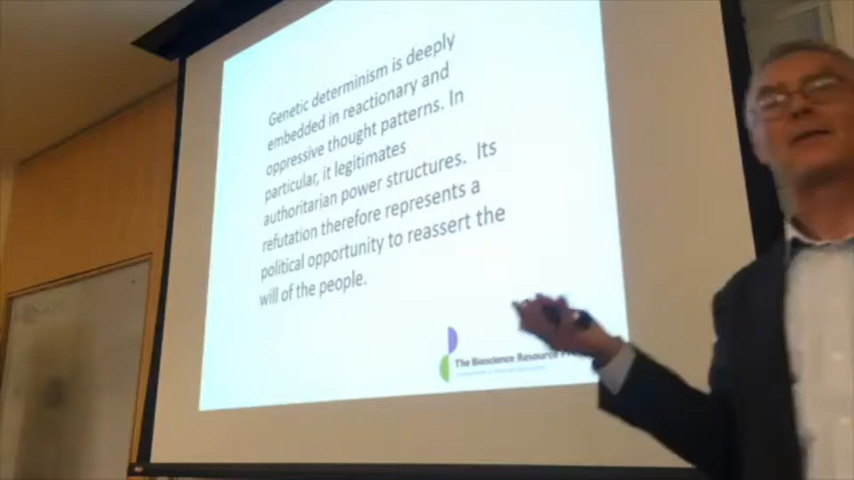 Genetic determinism is deeply
embedded in reactionary and
oppressive thought patterns. In
particular, it legitimates
authoritarian power structures. Its
refutation therefore represents a
political opportunity to reassert the
will of the people.
The Bioscience Resource